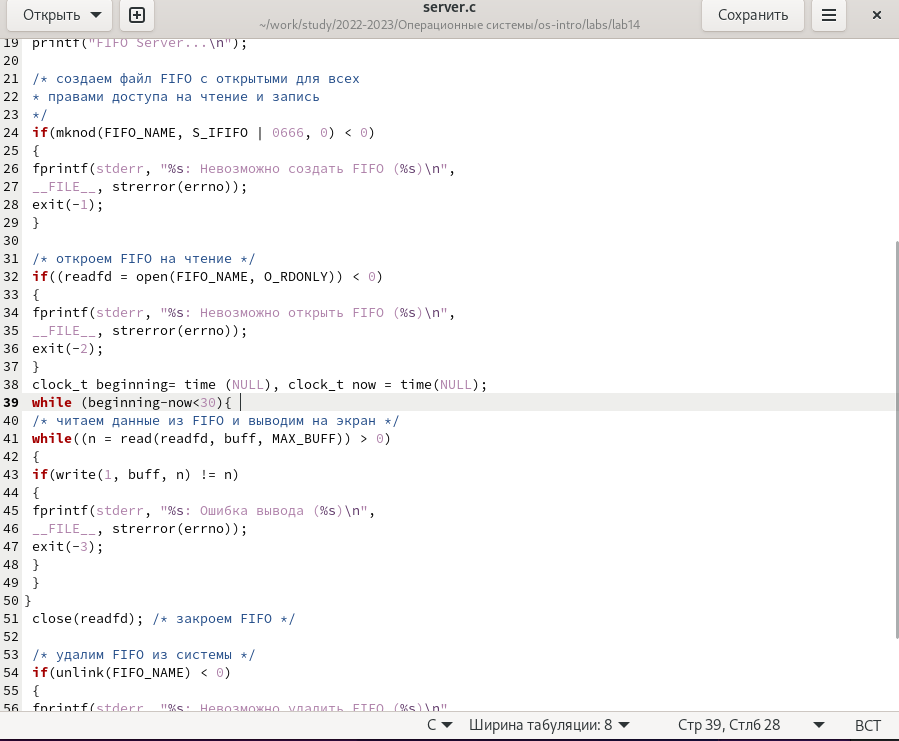 Открыть
server.c
~/work/study/2022-2023/Операционные системы/os-intro/labs/lab14
Сохранить
19 printf("FIFO Server...\n");
20
21 /* создаем файл FIFO с открытыми для всех
22 * правами доступа на чтение и запись
23 */
24 if(mknod(FIFO_NAME, S_IFIFO | 0666, 0) < 0)
25 {
26 fprintf(stderr, "%s: Невозможно создать FIFO (%s)\n",
27 __FILE__, strerror(errno));
28 exit(-1);
29 }
30
31 /* откроем FIFO на чтение */
32 if((readfd = open(FIFO_NAME, O_RDONLY)) < 0)
33 {
34 fprintf(stderr, "%s: Невозможно открыть FIFO (%s)\n",
35 __FILE__, strerror(errno));
36 exit(-2);
37 }
38 clock_t beginning= time (NULL), clock_t now = time(NULL);
39 while (beginning-now<30){
40 /* читаем данные из FIFO и выводим на экран */
41 while((n = read(readfd, buff, MAX_BUFF)) > 0)
42 {
43 if(write(1, buff, n) != n)
44 {
45 fprintf(stderr, "%s: Ошибка вывода (%s)\n",
46 __FILE__, strerror(errno));
47 exit(-3);
48 }
49 }
50 }
51 close(readfd); /* закроем FIFO */
52
53 /* удалим FIFO из системы */
54 if(unlink(FIFO_NAME) < 0)
55 {
56 fprintf(stderr, "%s: Невозможно удалить FIFO (%s)\n"
C
Ширина табуляции: 8
Стр 39, Стлб 28
ВСТ